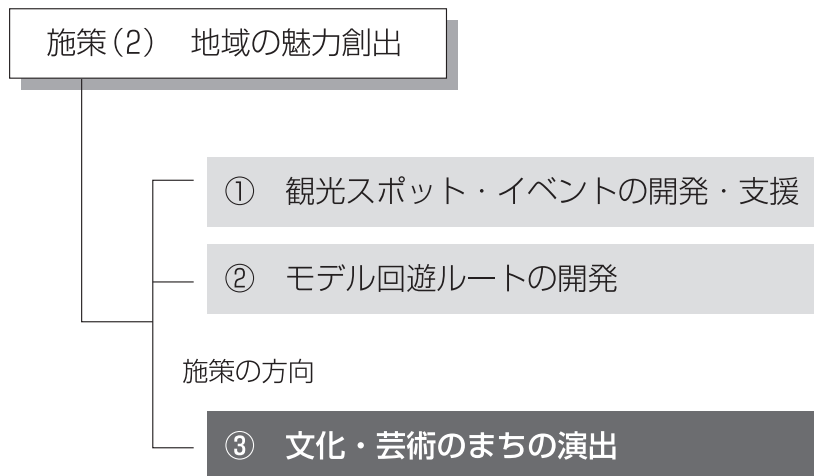 施策(2) 地域の魅力創出
① 観光スポット・イベントの開発・支援
② モデル回遊ルートの開発
施策の方向
③ 文化・芸術のまちの演出